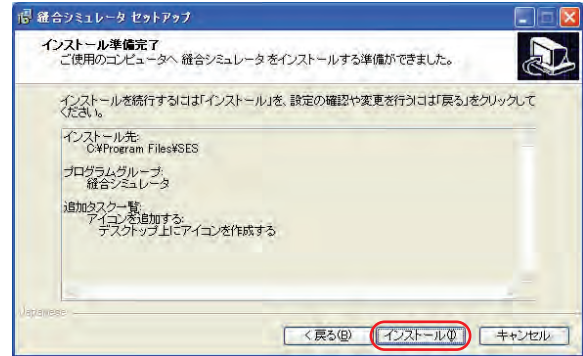 縫合シミュレータ セットアップ
インストール準備完了
ご使用のコンピュータへ 縫合シミュレータ をインストールする準備ができました。
インストールを続行するには「インストール」を、設定の確認や変更を行うには「戻る」をクリックして
ください。
インストール先:
C:¥Program Files¥SES
プログラムグループ:
縫合シミュレータ
追加タスク一覧:
アイコンを追加する:
デスクトップ上にアイコンを作成する
Japanese
< 戻る(B)
インストール(I)
キャンセル